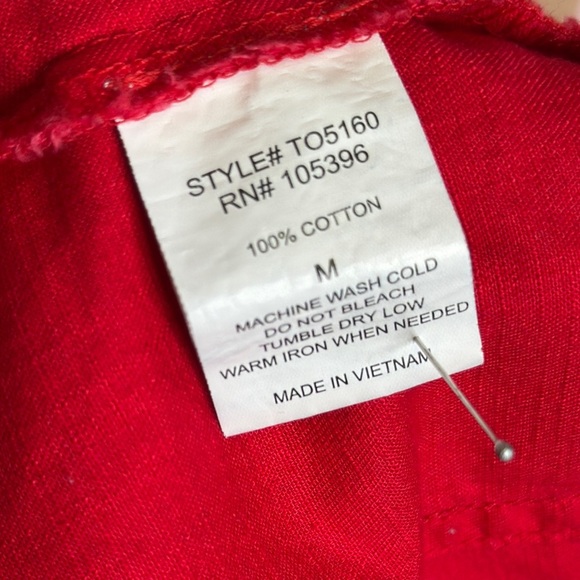 STYLE# TO5160
RN# 105396
100% COTTON
M
MACHINE WASH COLD
DO NOT BLEACH
TUMBLE DRY LOW
WARM IRON WHEN NEEDED
MADE IN VIETNAM